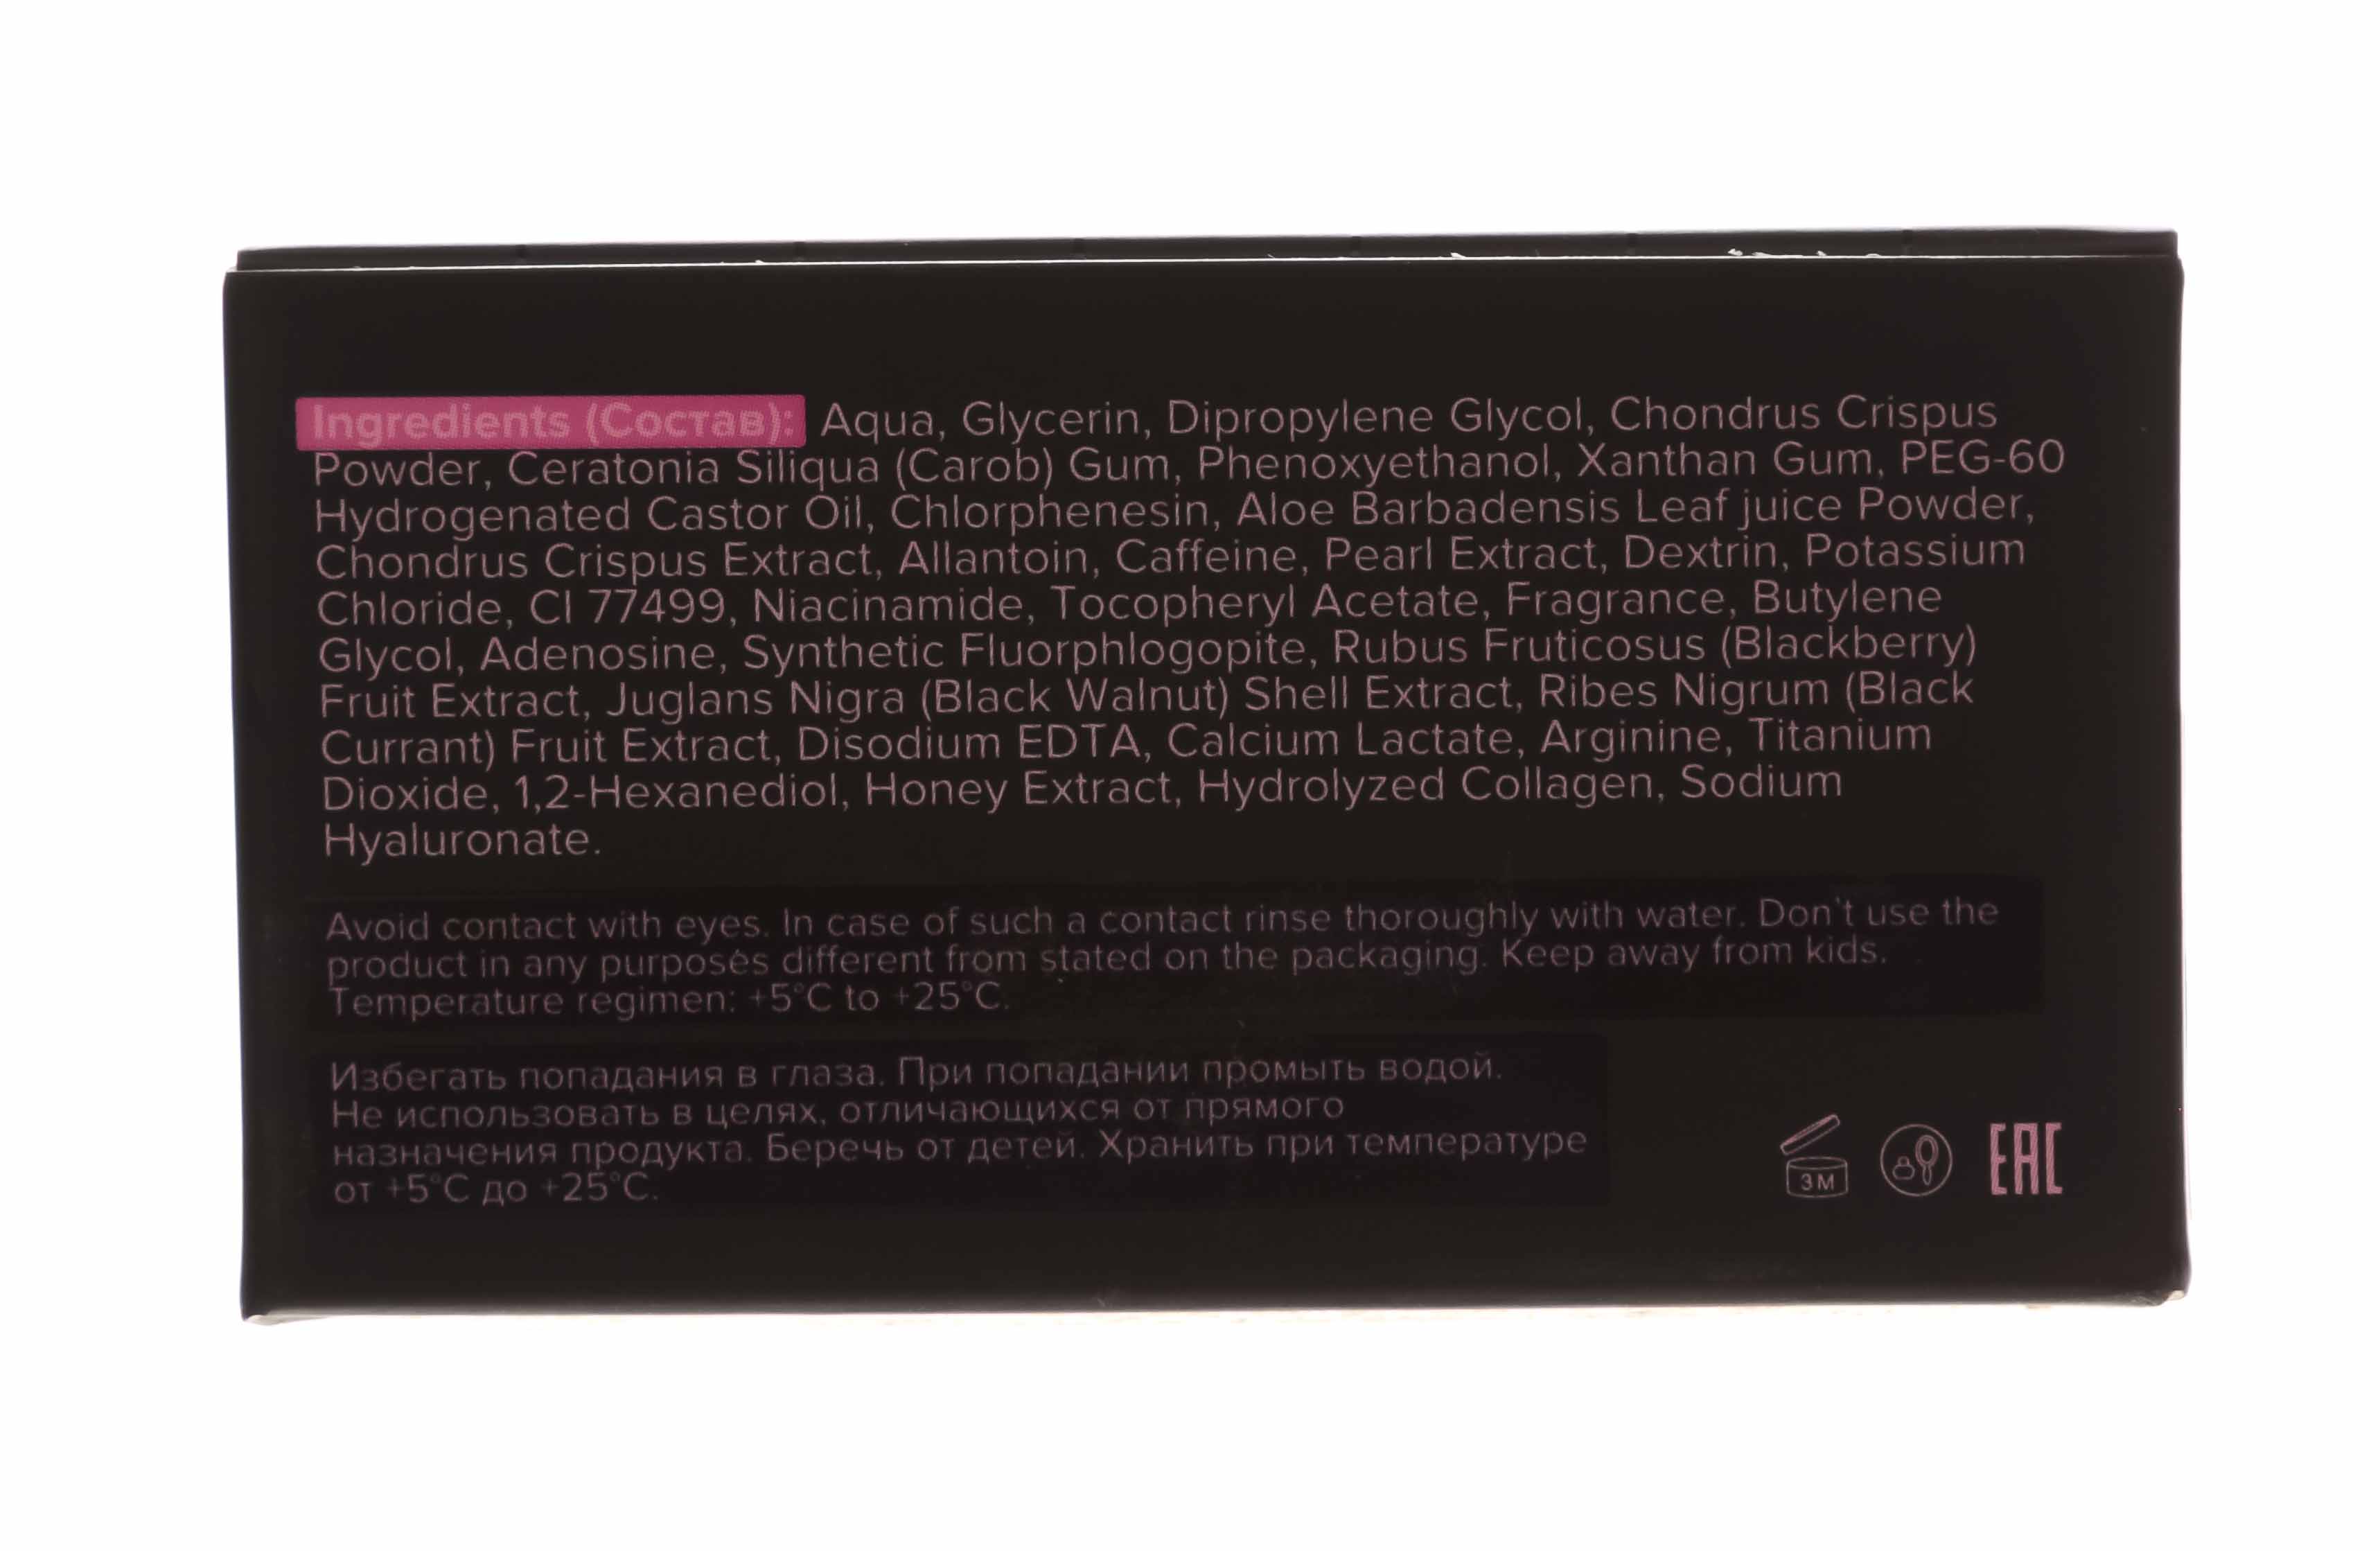 Ingredients (Состав): Aqua, Glycerin, Dipropylene Glycol, Chondrus Crispus
Powder, Ceratonia Siliqua (Carob) Gum, Phenoxyethanol, Xanthan Gum, PEG-60
Hydrogenated Castor Oil, Chlorphenesin, Aloe Barbadensis Leaf juice Powder,
Chondrus Crispus Extract, Allantoin, Caffeine, Pearl Extract, Dextrin, Potassium
Chloride, CI 77499, Niacinamide, Tocopheryl Acetate, Fragrance, Butylene
Glycol, Adenosine, Synthetic Fluorphlogopite, Rubus Fruticosus (Blackberry)
Fruit Extract, Juglans Nigra (Black Walnut) Shell Extract, Ribes Nigrum (Black
Currant) Fruit Extract, Disodium EDTA, Calcium Lactate, Arginine, Titanium
Dioxide, 1,2-Hexanediol, Honey Extract, Hydrolyzed Collagen, Sodium
Hyaluronate.
Avoid contact with eyes. In case of such a contact rinse thoroughly with water. Don't use the
product in any purposes different from stated on the packaging. Keep away from kids.
Temperature regimen: +5°C to +25°C.
Избегать попадания в глаза. При попадании промыть водой.
Не использовать в целях, отличающихся от прямого
назначения продукта. Беречь от детей. Хранить при температуре
от +5°C до +25°C.
3M
EAC